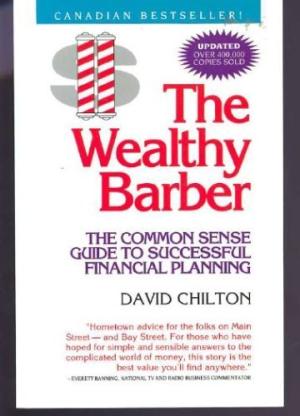 CANADIAN BESTSELLER!
UPDATED
OVER 400,000
COPIES SOLD
The
Wealthy
Barber
THE COMMON SENSE
GUIDE TO SUCCESSFUL
FINANCIAL PLANNING
DAVID CHILTON
"Hometown advice for the folks on Main
Street — and Bay Street. For those who have
hoped for simple and sensible answers to the
complicated world of money, this story is the
best value you'll find anywhere."
- EVERETT BANNING, NATIONAL TV AND RADIO BUSINESS COMMENTATOR